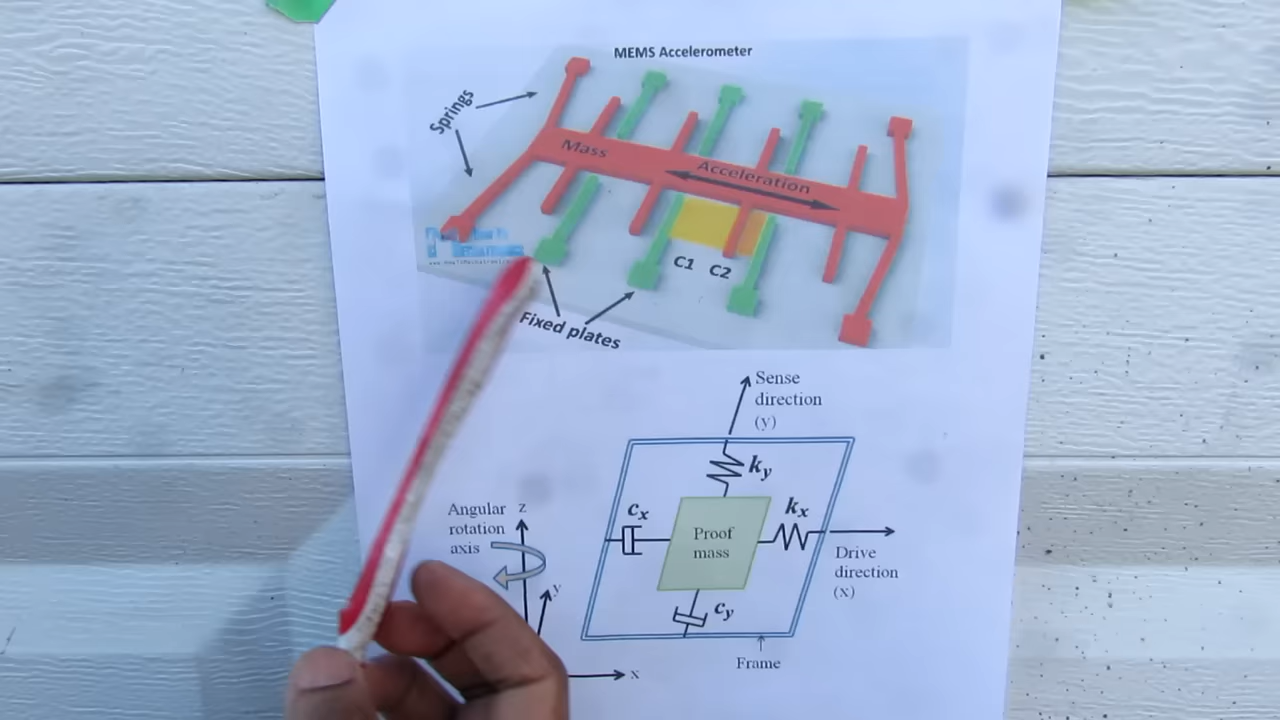 MEMS Accelerometer
Springs
Mass
Acceleration
C1 C2
Fixed plates
Sense
direction
(y)
ky
kx
cx
Proof
mass
cy
Drive
direction
(x)
Frame
Angular
rotation
axis
z
y
x